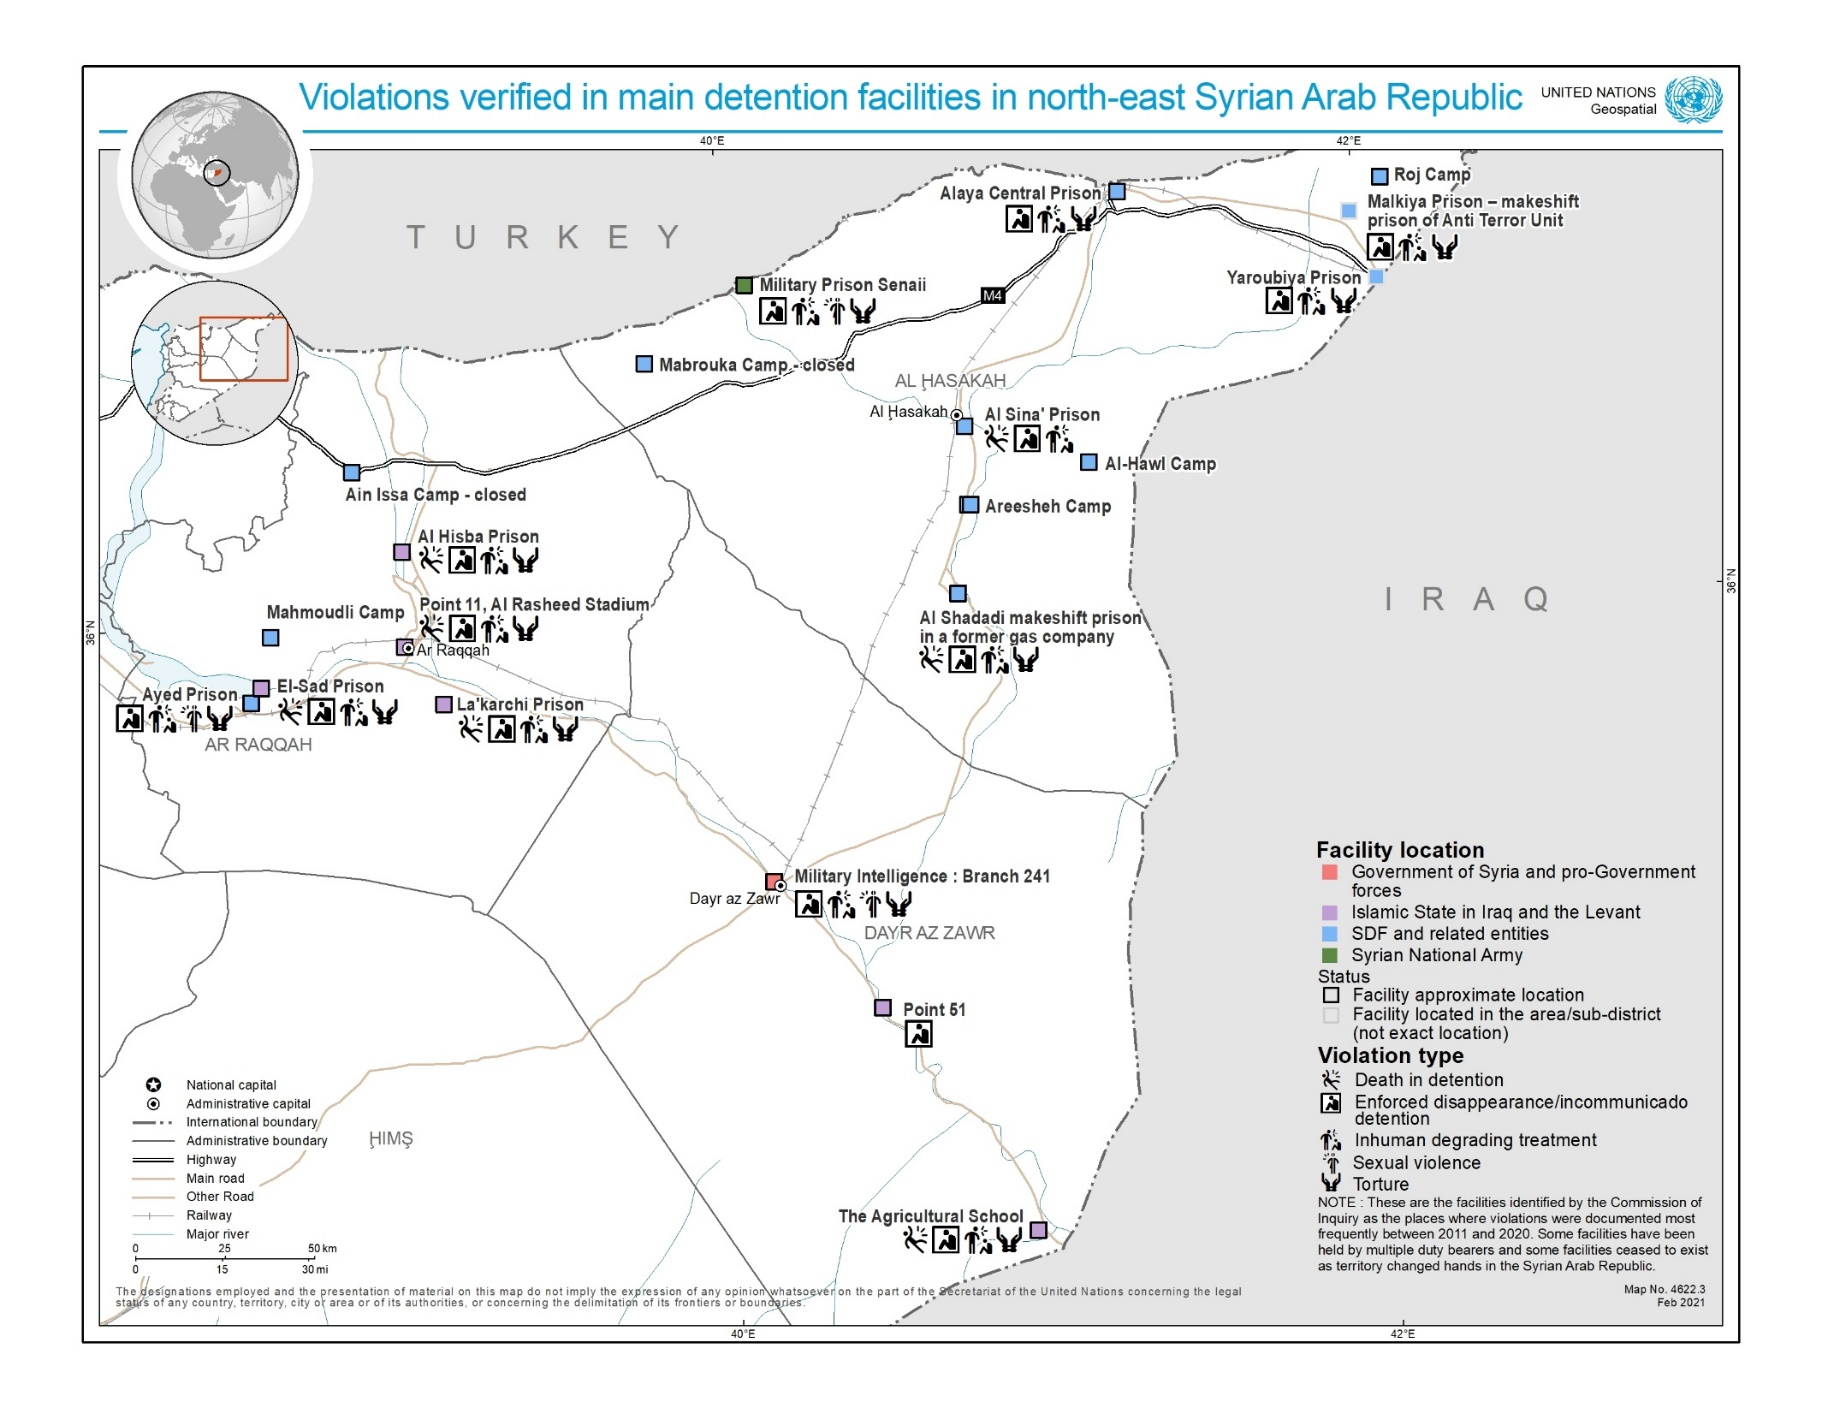 Violations verified in main detention facilities in north-east Syrian Arab Republic
UNITED NATIONS
Geospatial
40°E
42°E
TURKEY
Roj Camp
Malkiya Prison – makeshift
prison of Anti Terror Unit
Alaya Central Prison
Yaroubiya Prison
Military Prison Senaii
M4
Mabrouka Camp - closed
AL ḨASAKAH
Al Ḩasakah
Al Sina' Prison
Al-Hawl Camp
Ain Issa Camp - closed
Areesheh Camp
Al Hisba Prison
36°N
IRAQ
Mahmoudli Camp
Point 11, Al Rasheed Stadium
Ar Raqqah
36°N
Al Shadadi makeshift prison
in a former gas company
Ayed Prison
El-Sad Prison
La'karchi Prison
AR RAQQAH
Military Intelligence : Branch 241
Dayr az Zawr
DAYR AZ ZAWR
Point 51
ḨIMŞ
The Agricultural School
Facility location
Government of Syria and pro-Government
forces
Islamic State in Iraq and the Levant
SDF and related entities
Syrian National Army
Status
Facility approximate location
Facility located in the area/sub-district
(not exact location)
Violation type
Death in detention
Enforced disappearance/incommunicado
detention
Inhuman degrading treatment
Sexual violence
Torture
NOTE : These are the facilities identified by the Commission of
Inquiry as the places where violations were documented most
frequently between 2011 and 2020. Some facilities have been
held by multiple duty bearers and some facilities ceased to exist
as territory changed hands in the Syrian Arab Republic.
National capital
Administrative capital
International boundary
Administrative boundary
Highway
Main road
Other Road
Railway
Major river
0 25 50 km
0 15 30 mi
The designations employed and the presentation of material on this map do not imply the expression of any opinion whatsoever on the part of the Secretariat of the United Nations concerning the legal
status of any country, territory, city or area or of its authorities, or concerning the delimitation of its frontiers or boundaries.
Map No. 4622.3
Feb 2021
40°E
42°E